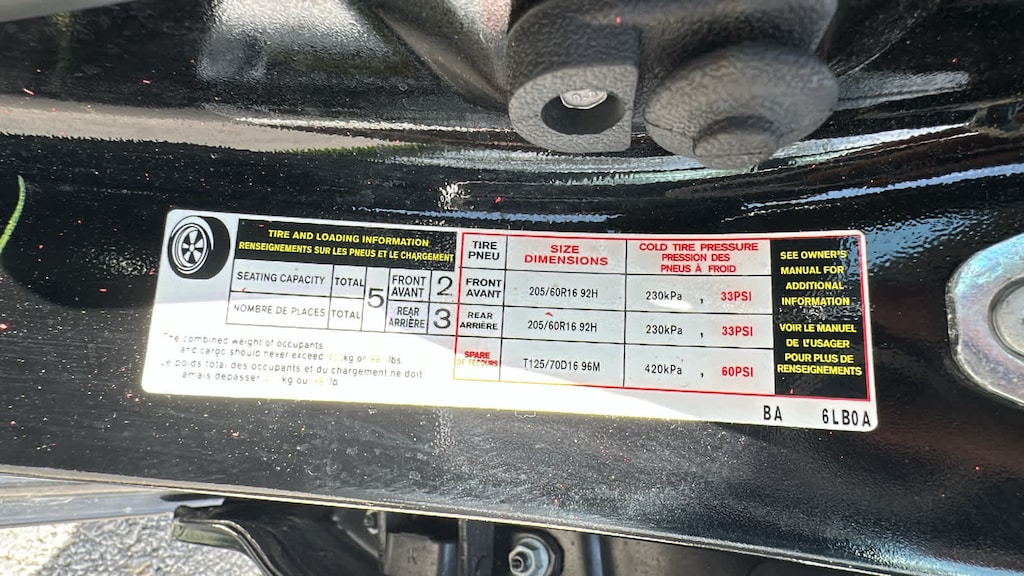 TIRE AND LOADING INFORMATION
RENSEIGNEMENTS SUR LES PNEUS ET LE CHARGEMENT
SEATING CAPACITY TOTAL 5 FRONT AVANT 2
NOMBRE DE PLACES TOTAL REAR ARRIÈRE 3
The combined weight of occupants
and cargo should never exceed kg or lbs.
Le poids total des occupants et du chargement ne doit
jamais dépasser kg ou lb
TIRE PNEU SIZE DIMENSIONS COLD TIRE PRESSURE PRESSION DES PNEUS À FROID
FRONT AVANT 205/60R16 92H 230kPa , 33PSI
REAR ARRIÈRE 205/60R16 92H 230kPa , 33PSI
SPARE DE SECOURS T125/70D16 96M 420kPa , 60PSI
SEE OWNER'S
MANUAL FOR
ADDITIONAL
INFORMATION
VOIR LE MANUEL
DE L'USAGER
POUR PLUS DE
RENSEIGNEMENTS
BA 6LB0A